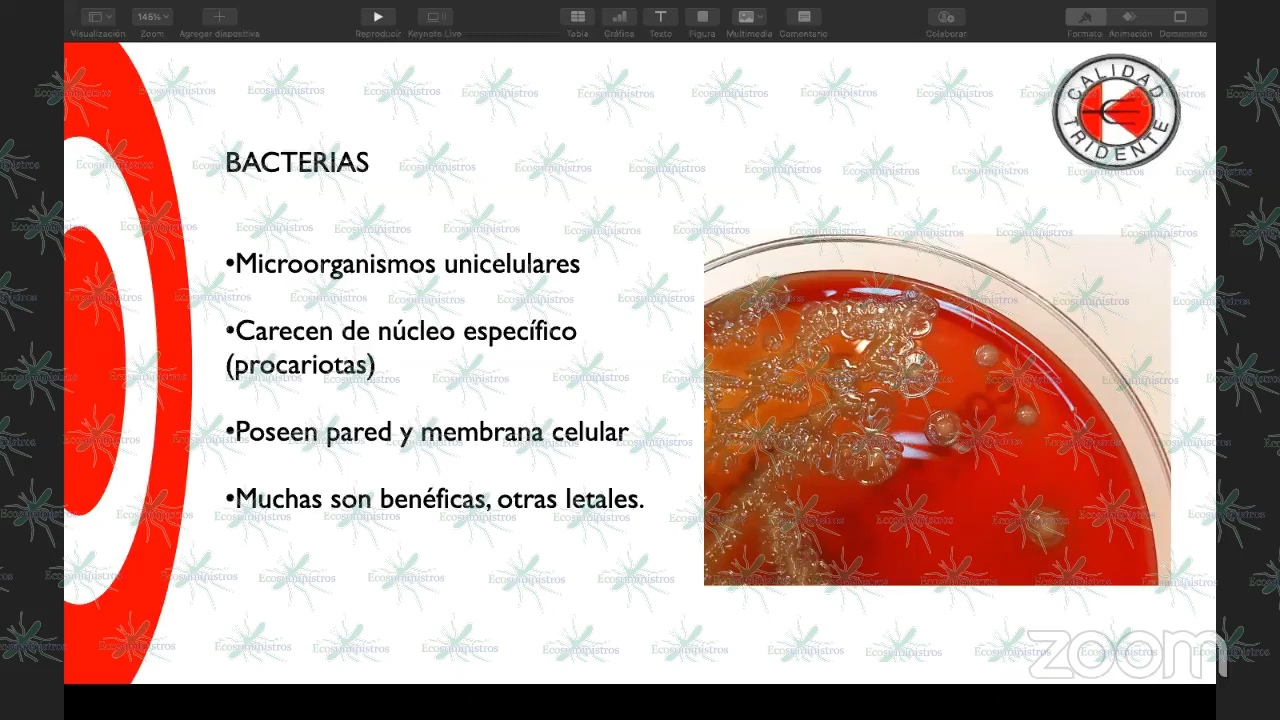 145%
Visualización Zoom Agregar diapositiva Reproducir Keynote Live Tabla Gráfica Texto Figura Multimedia Comentario Colaborar Formato Animación Documento
CALIDAD
TRIDENTE
BACTERIAS
•Microorganismos unicelulares
•Carecen de núcleo específico
(procariotas)
•Poseen pared y membrana celular
•Muchas son benéficas, otras letales.
Ecosuministros
zoom